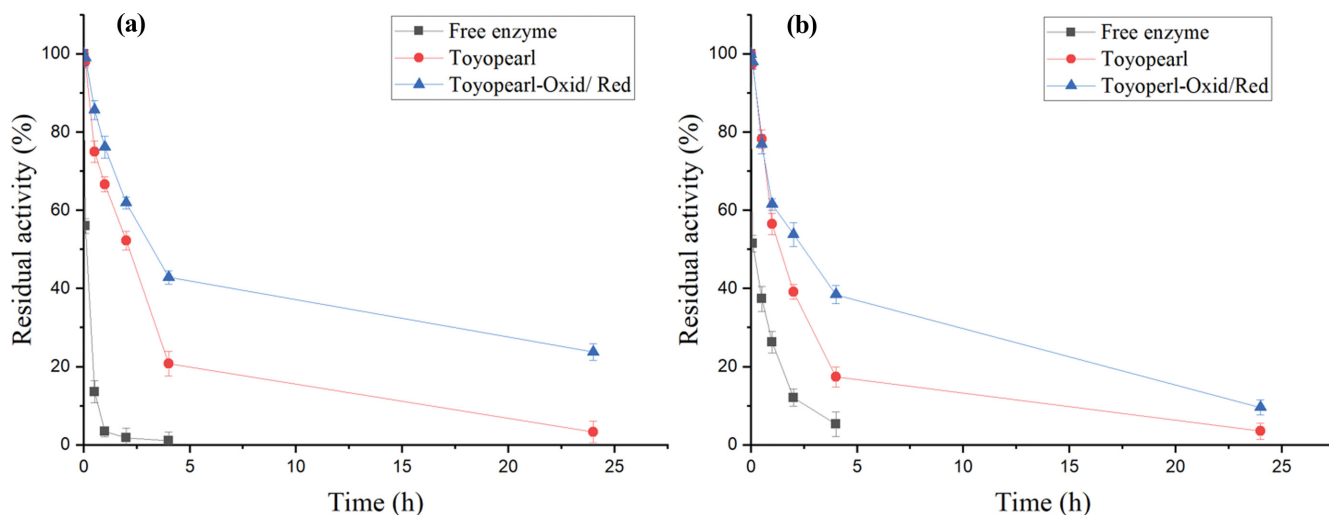 (a)
Free enzyme
Toyopearl
Toyopearl-Oxid/ Red
100
80
60
40
20
0
Residual activity (%)
0
5
10
15
20
25
Time (h)
(b)
Free enzyme
Toyopearl
Toyoperl-Oxid/Red
100
80
60
40
20
0
Residual activity (%)
0
5
10
15
20
25
Time (h)